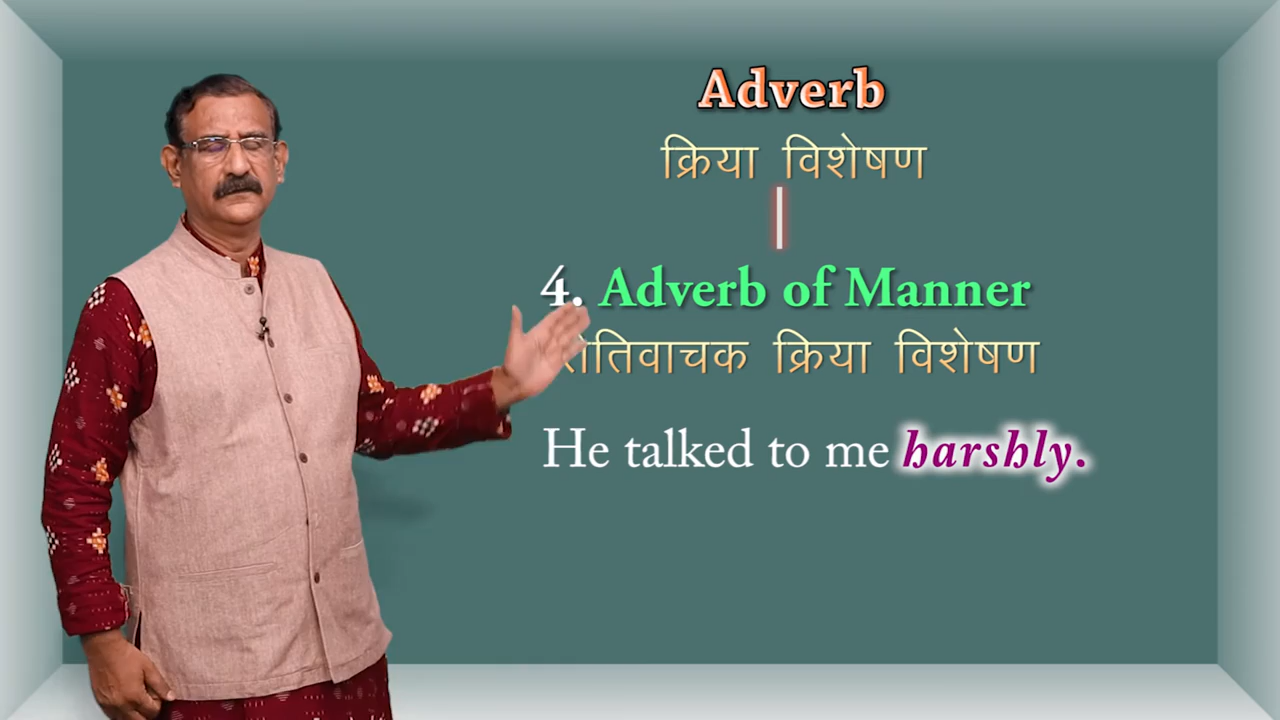 Adverb
क्रिया विशेषण
4. Adverb of Manner
क्रिया विशेषण
He talked to me harshly.